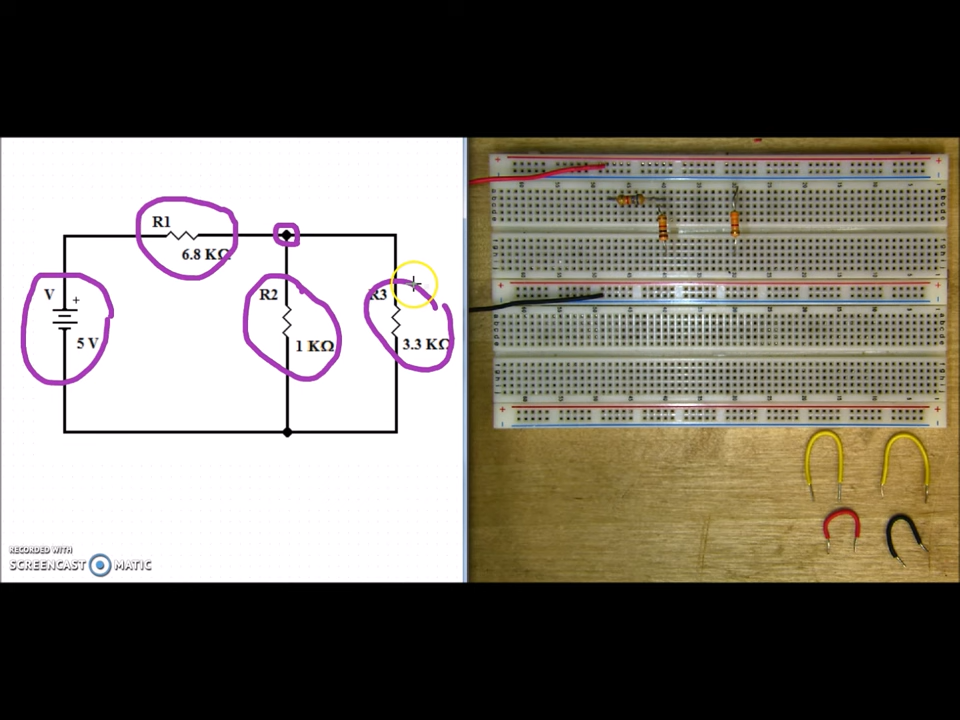 R1
6.8 KΩ
V
+
5 V
R2
1 KΩ
R3
3.3 KΩ
RECORDED WITH
SCREENCAST MATIC